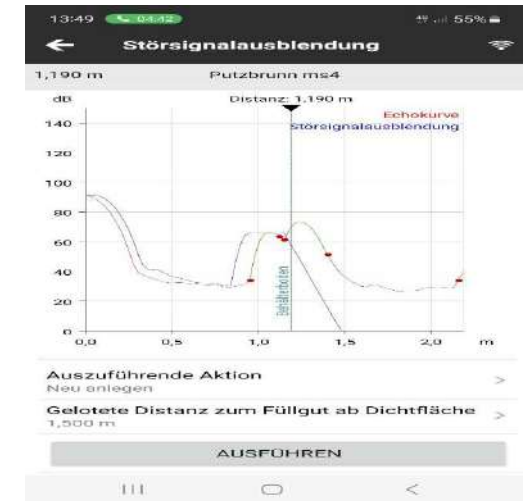 13:49 04:42 55%
Störsignalausblendung
1,190 m Putzbrunn ms4
dB Distanz: 1,190 m
Echokurve
Störsignalausblendung
140
120
100
80
60
40
20
0
Behälterboden
0,0 0,5 1,0 1,5 2,0 m
Auszuführende Aktion
Neu anlegen
Gelotete Distanz zum Füllgut ab Dichtfläche
1,500 m
AUSFÜHREN